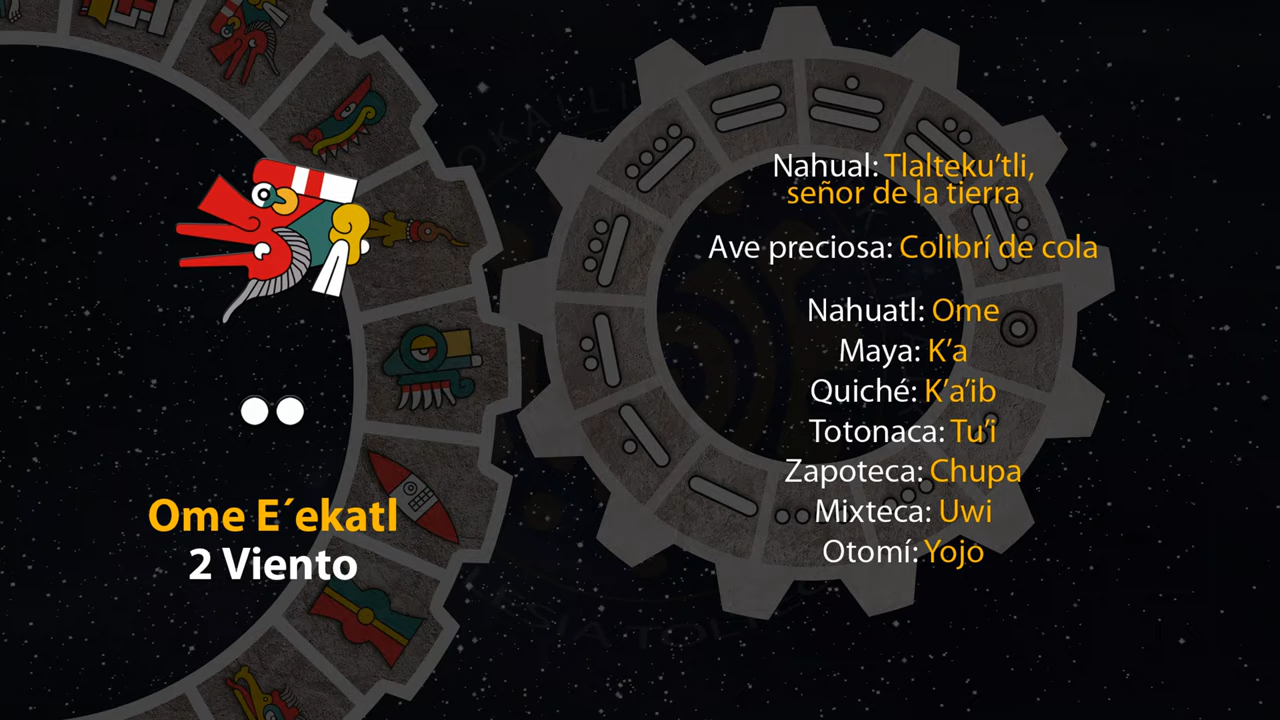 Ome E´ekatl
2 Viento
Nahual: Tlalteku’tli,
señor de la tierra
Ave preciosa: Colibrí de cola
Nahuatl: Ome
Maya: K’a
Quiché: K’a’ib
Totonaca: Tu’i
Zapoteca: Chupa
Mixteca: Uwi
Otomí: Yojo